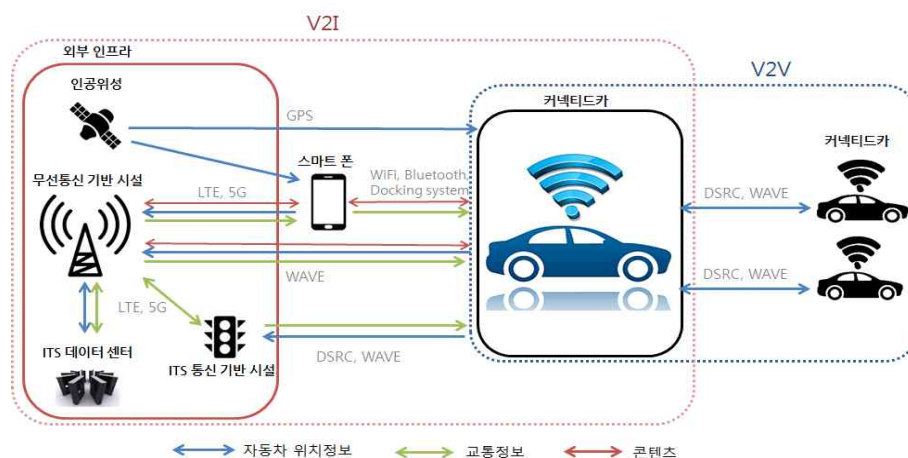 V2I
외부 인프라
V2V
인공위성
커넥티드카
GPS
커넥티드카
스마트 폰
WiFI, Bluetooth,
Docking system
무선통신 기반 시설
LTE, 5G
DSRC, WAVE
WAVE
DSRC, WAVE
LTE, 5G
ITS 데이터 센터
ITS 통신 기반 시설
DSRC, WAVE
자동차 위치정보
교통정보
콘텐츠